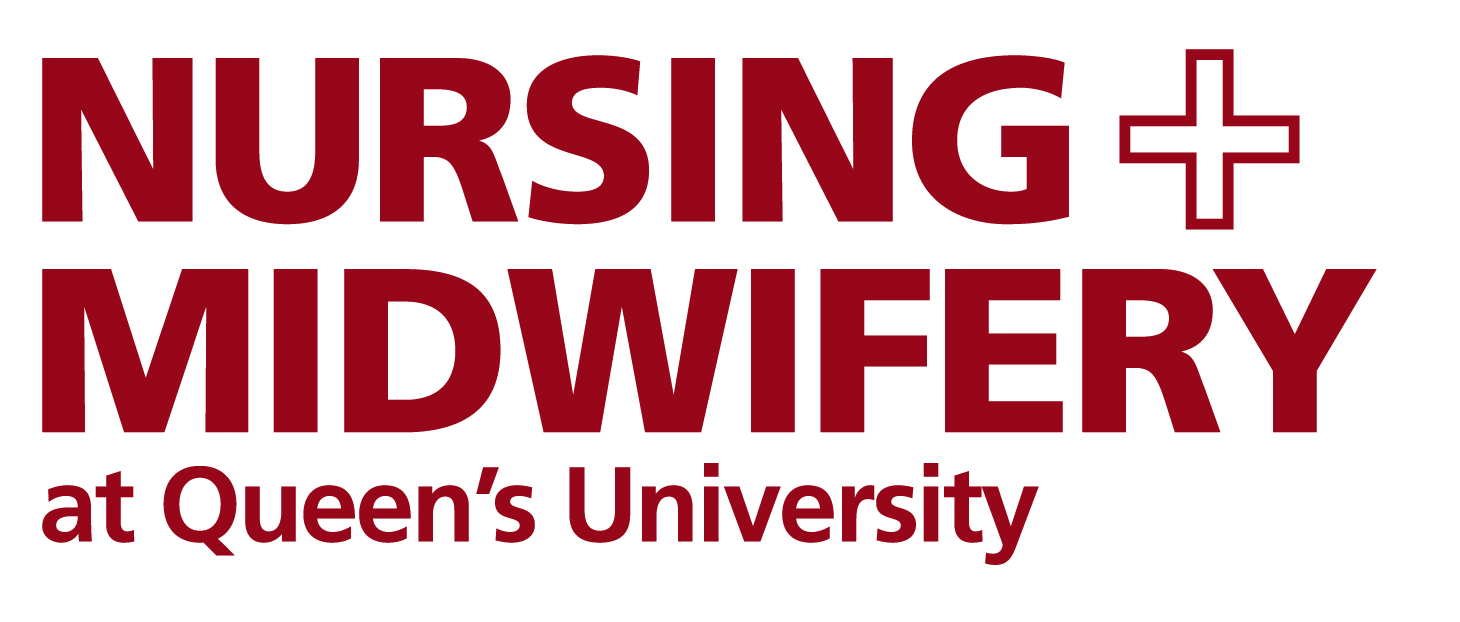 NURSING +
MIDWIFERY
at Queen’s University